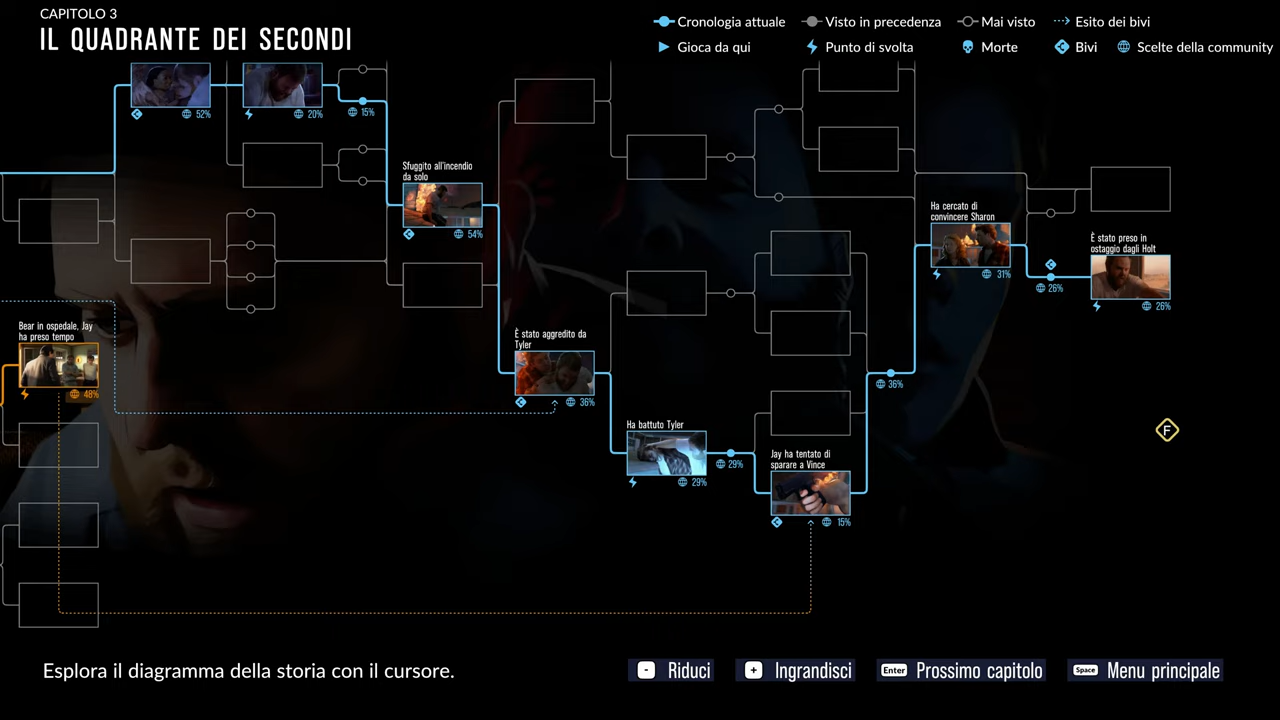 CAPITOLO 3
IL QUADRANTE DEI SECONDI
Cronologia attuale
Visto in precedenza
Mai visto
Esito dei bivi
Gioca da qui
Punto di svolta
Morte
C
Bivi
Scelte della community
C
52%
20%
15%
Sfuggito all'incendio
da solo
C
54%
Ha cercato di
convincere Sharon
31%
È stato preso in
ostaggio dagli Holt
C
26%
26%
Bear in ospedale, Jay
ha preso tempo
48%
È stato aggredito da
Tyler
C
36%
36%
Ha battuto Tyler
29%
29%
Jay ha tentato di
sparare a Vince
C
15%
F
Esplora il diagramma della storia con il cursore.
- Riduci
+ Ingrandisci
Enter Prossimo capitolo
Space Menu principale